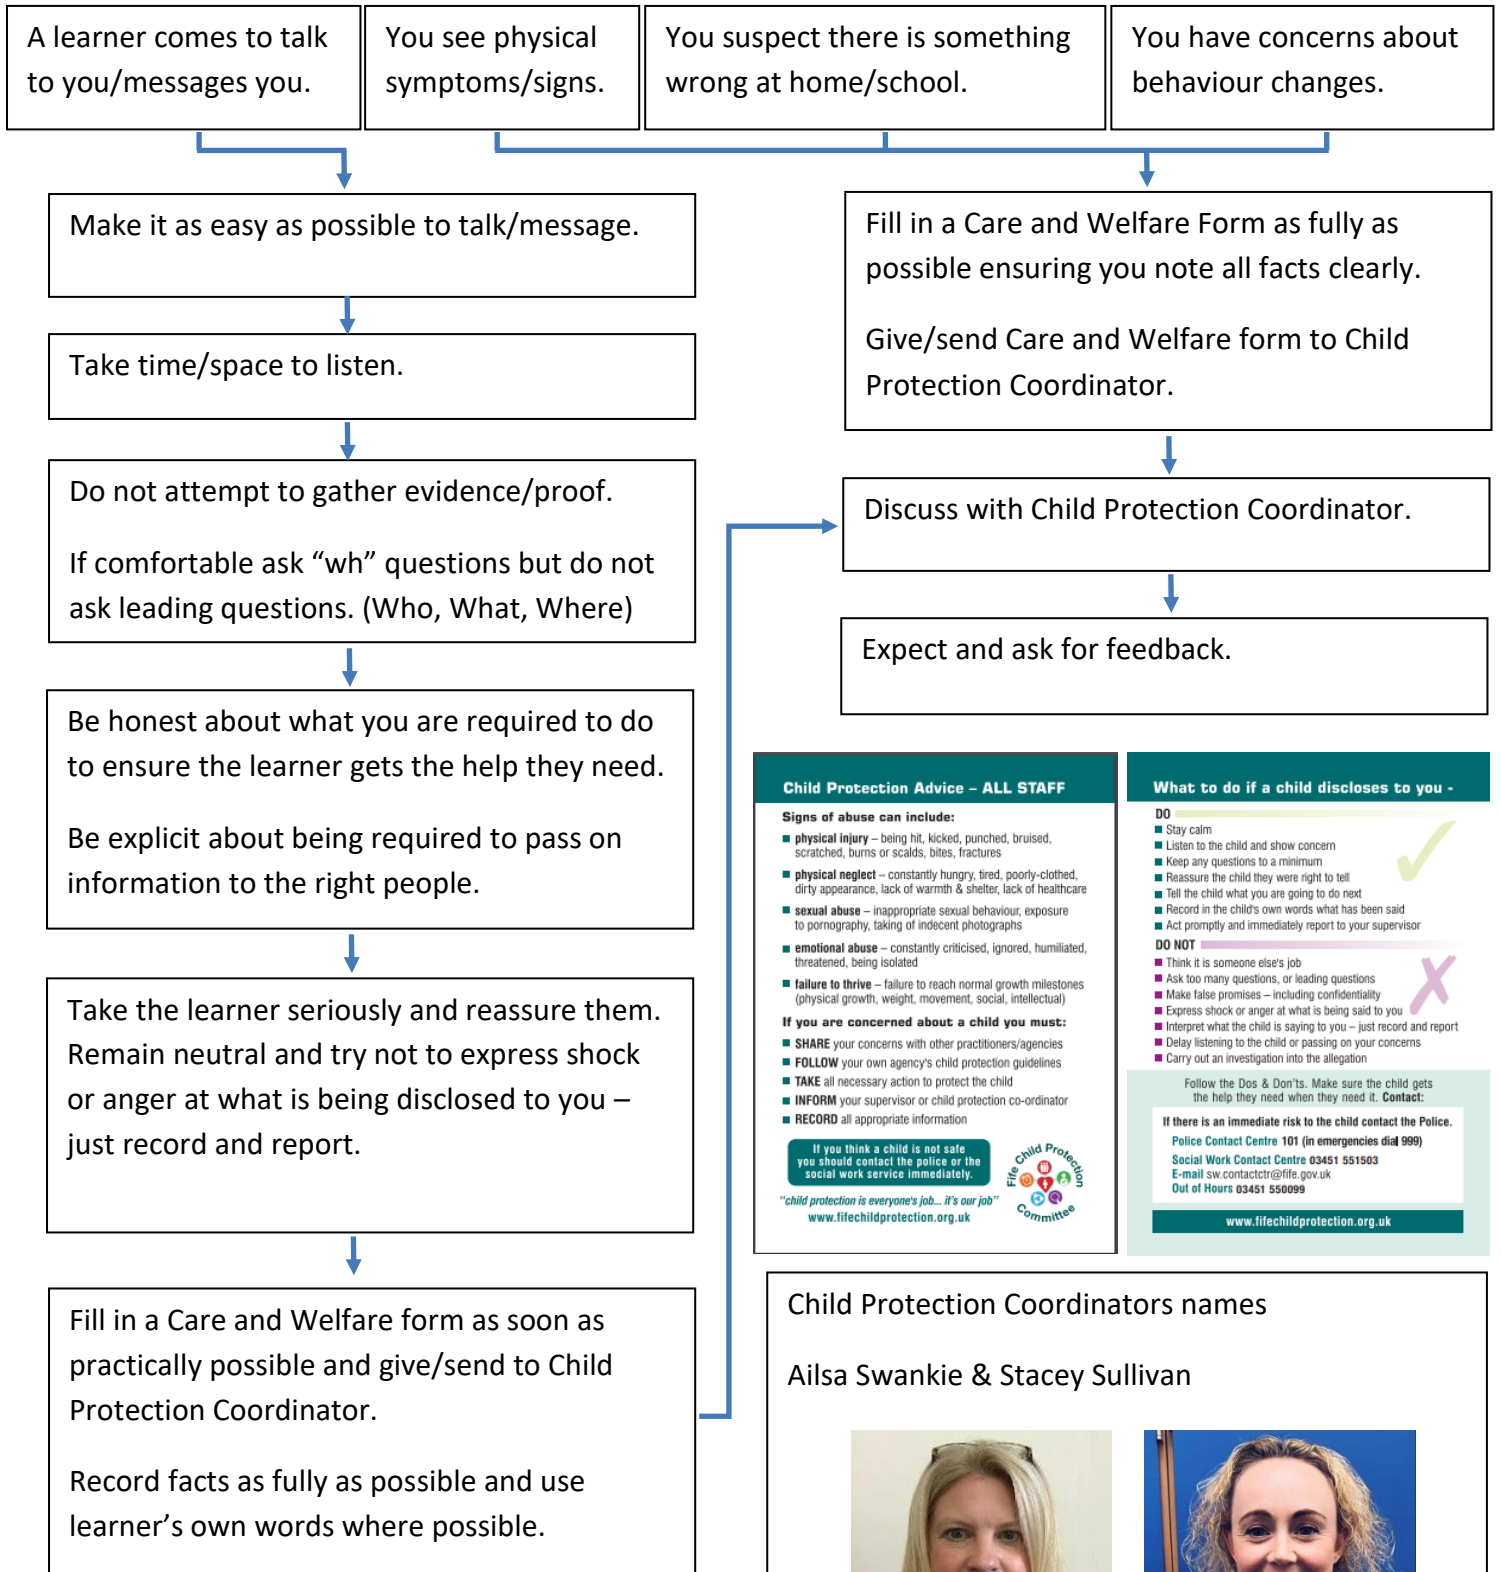 A learner comes to talk
to you/messages you.
You see physical
symptoms/signs.
You suspect there is something
wrong at home/school.
You have concerns about
behaviour changes.
Make it as easy as possible to talk/message.
Take time/space to listen.
Do not attempt to gather evidence/proof.
If comfortable ask “wh” questions but do not
ask leading questions. (Who, What, Where)
Be honest about what you are required to do
to ensure the learner gets the help they need.
Be explicit about being required to pass on
information to the right people.
Take the learner seriously and reassure them.
Remain neutral and try not to express shock
or anger at what is being disclosed to you –
just record and report.
Fill in a Care and Welfare form as soon as
practically possible and give/send to Child
Protection Coordinator.
Record facts as fully as possible and use
learner’s own words where possible.
Fill in a Care and Welfare Form as fully as
possible ensuring you note all facts clearly.
Give/send Care and Welfare form to Child
Protection Coordinator.
Discuss with Child Protection Coordinator.
Expect and ask for feedback.
Child Protection Advice – ALL STAFF
Signs of abuse can include:
physical injury – being hit, kicked, punched, bruised,
scratched, burns or scalds, bites, fractures
physical neglect – constantly hungry, tired, poorly-clothed,
dirty appearance, lack of warmth & shelter, lack of healthcare
sexual abuse – inappropriate sexual behaviour, exposure
to pornography, taking of indecent photographs
emotional abuse – constantly criticised, ignored, humiliated,
threatened, being isolated
failure to thrive – failure to reach normal growth milestones
(physical growth, weight, movement, social, intellectual)
If you are concerned about a child you must:
SHARE your concerns with other practitioners/agencies
FOLLOW your own agency's child protection guidelines
TAKE all necessary action to protect the child
INFORM your supervisor or child protection co-ordinator
RECORD all appropriate information
If you think a child is not safe
you should contact the police or the
social work service immediately.
"child protection is everyone's job... it's our job"
www.fifechildprotection.org.uk
Fife Child Protection
Committee
What to do if a child discloses to you -
DO
Stay calm
Listen to the child and show concern
Keep any questions to a minimum
Reassure the child they were right to tell
Tell the child what you are going to do next
Record in the child's own words what has been said
Act promptly and immediately report to your supervisor
DO NOT
Think it is someone else's job
Ask too many questions, or leading questions
Make false promises – including confidentiality
Express shock or anger at what is being said to you
Interpret what the child is saying to you – just record and report
Delay listening to the child or passing on your concerns
Carry out an investigation into the allegation
Follow the Dos & Don'ts. Make sure the child gets
the help they need when they need it. Contact:
If there is an immediate risk to the child contact the Police.
Police Contact Centre 101 (in emergencies dial 999)
Social Work Contact Centre 03451 551503
E-mail sw.contactctr@fife.gov.uk
Out of Hours 03451 550099
www.fifechildprotection.org.uk
Child Protection Coordinators names
Ailsa Swankie & Stacey Sullivan